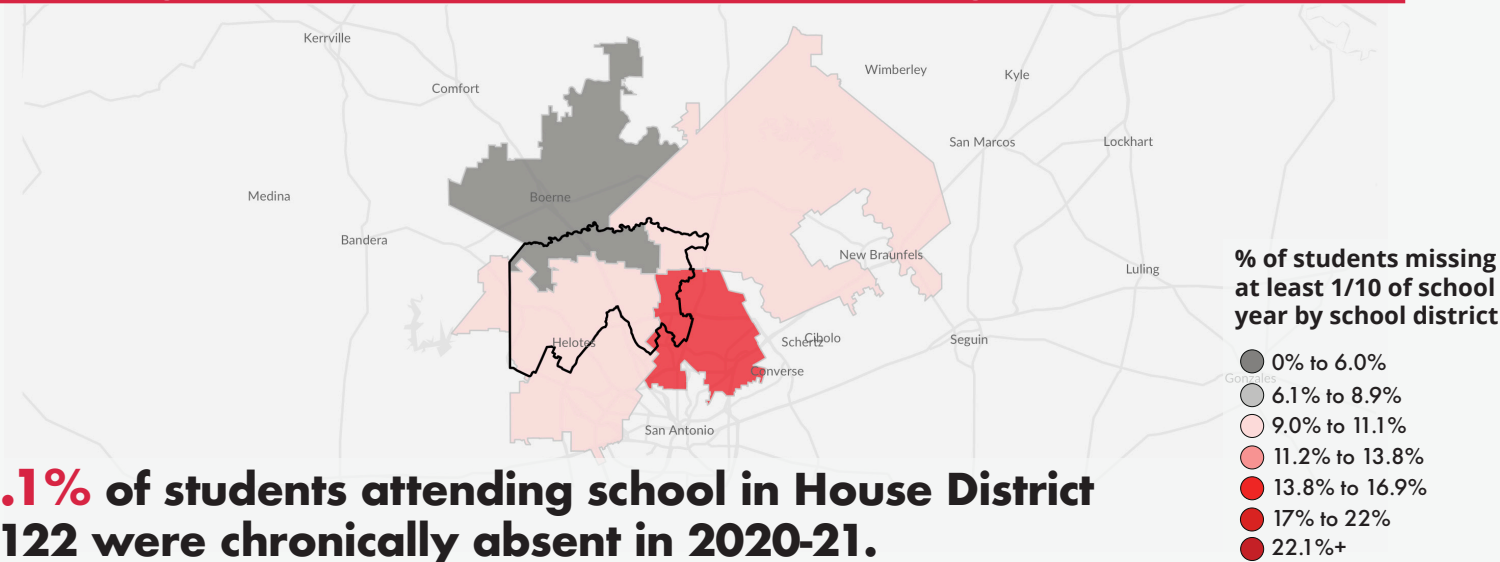 Kerrville
Wimberley
Kyle
Comfort
San Marcos
Lockhart
Medina
Boerne
Bandera
New Braunfels
Luling
Helotes
Schertz
Cibolo
Seguin
Converse
San Antonio
Gonzales
% of students missing
at least 1/10 of school
year by school district
0% to 6.0%
6.1% to 8.9%
9.0% to 11.1%
11.2% to 13.8%
13.8% to 16.9%
17% to 22%
22.1%+
.1% of students attending school in House District
122 were chronically absent in 2020-21.